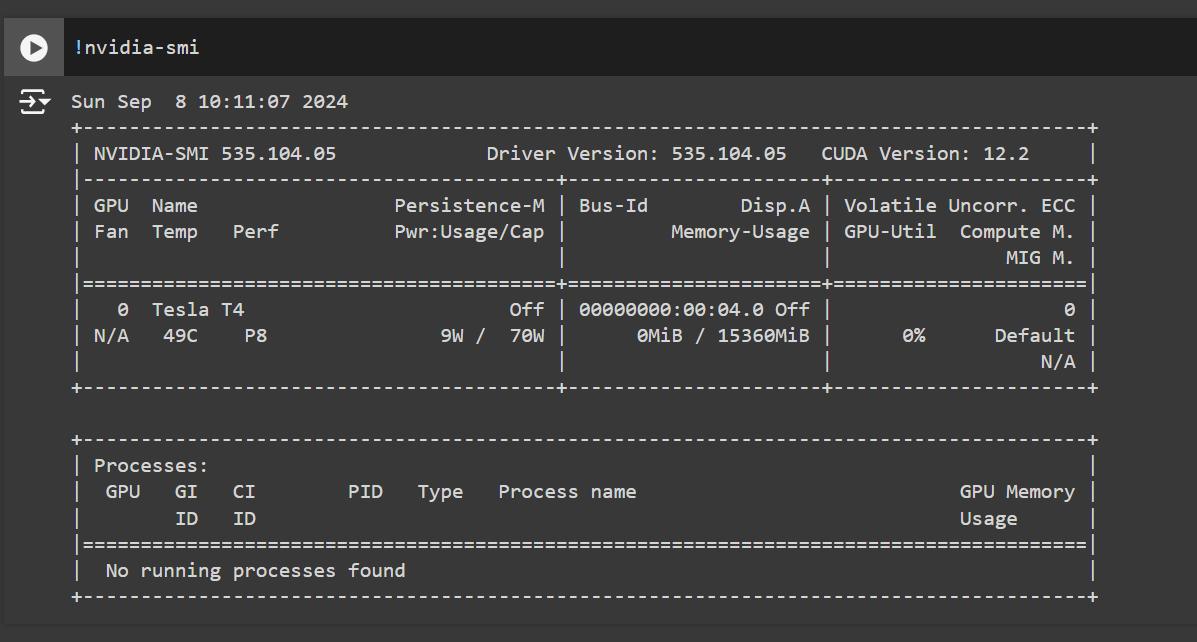 !nvidia-smi
Sun Sep  8 10:11:07 2024
+---------------------------------------------------------------------------------------+
| NVIDIA-SMI 535.104.05             Driver Version: 535.104.05   CUDA Version: 12.2     |
|-----------------------------------------+----------------------+----------------------+
| GPU  Name                 Persistence-M | Bus-Id        Disp.A | Volatile Uncorr. ECC |
| Fan  Temp   Perf          Pwr:Usage/Cap |         Memory-Usage | GPU-Util  Compute M. |
|                                         |                      |               MIG M. |
|=========================================+======================+======================|
|   0  Tesla T4                       Off | 00000000:00:04.0 Off |                    0 |
| N/A   49C    P8               9W /  70W |      0MiB / 15360MiB |      0%      Default |
|                                         |                      |                  N/A |
+-----------------------------------------+----------------------+----------------------+
+---------------------------------------------------------------------------------------+
| Processes:                                                                            |
|  GPU   GI   CI        PID   Type   Process name                            GPU Memory |
|        ID   ID                                                             Usage      |
|=======================================================================================|
|  No running processes found                                                           |
+---------------------------------------------------------------------------------------+